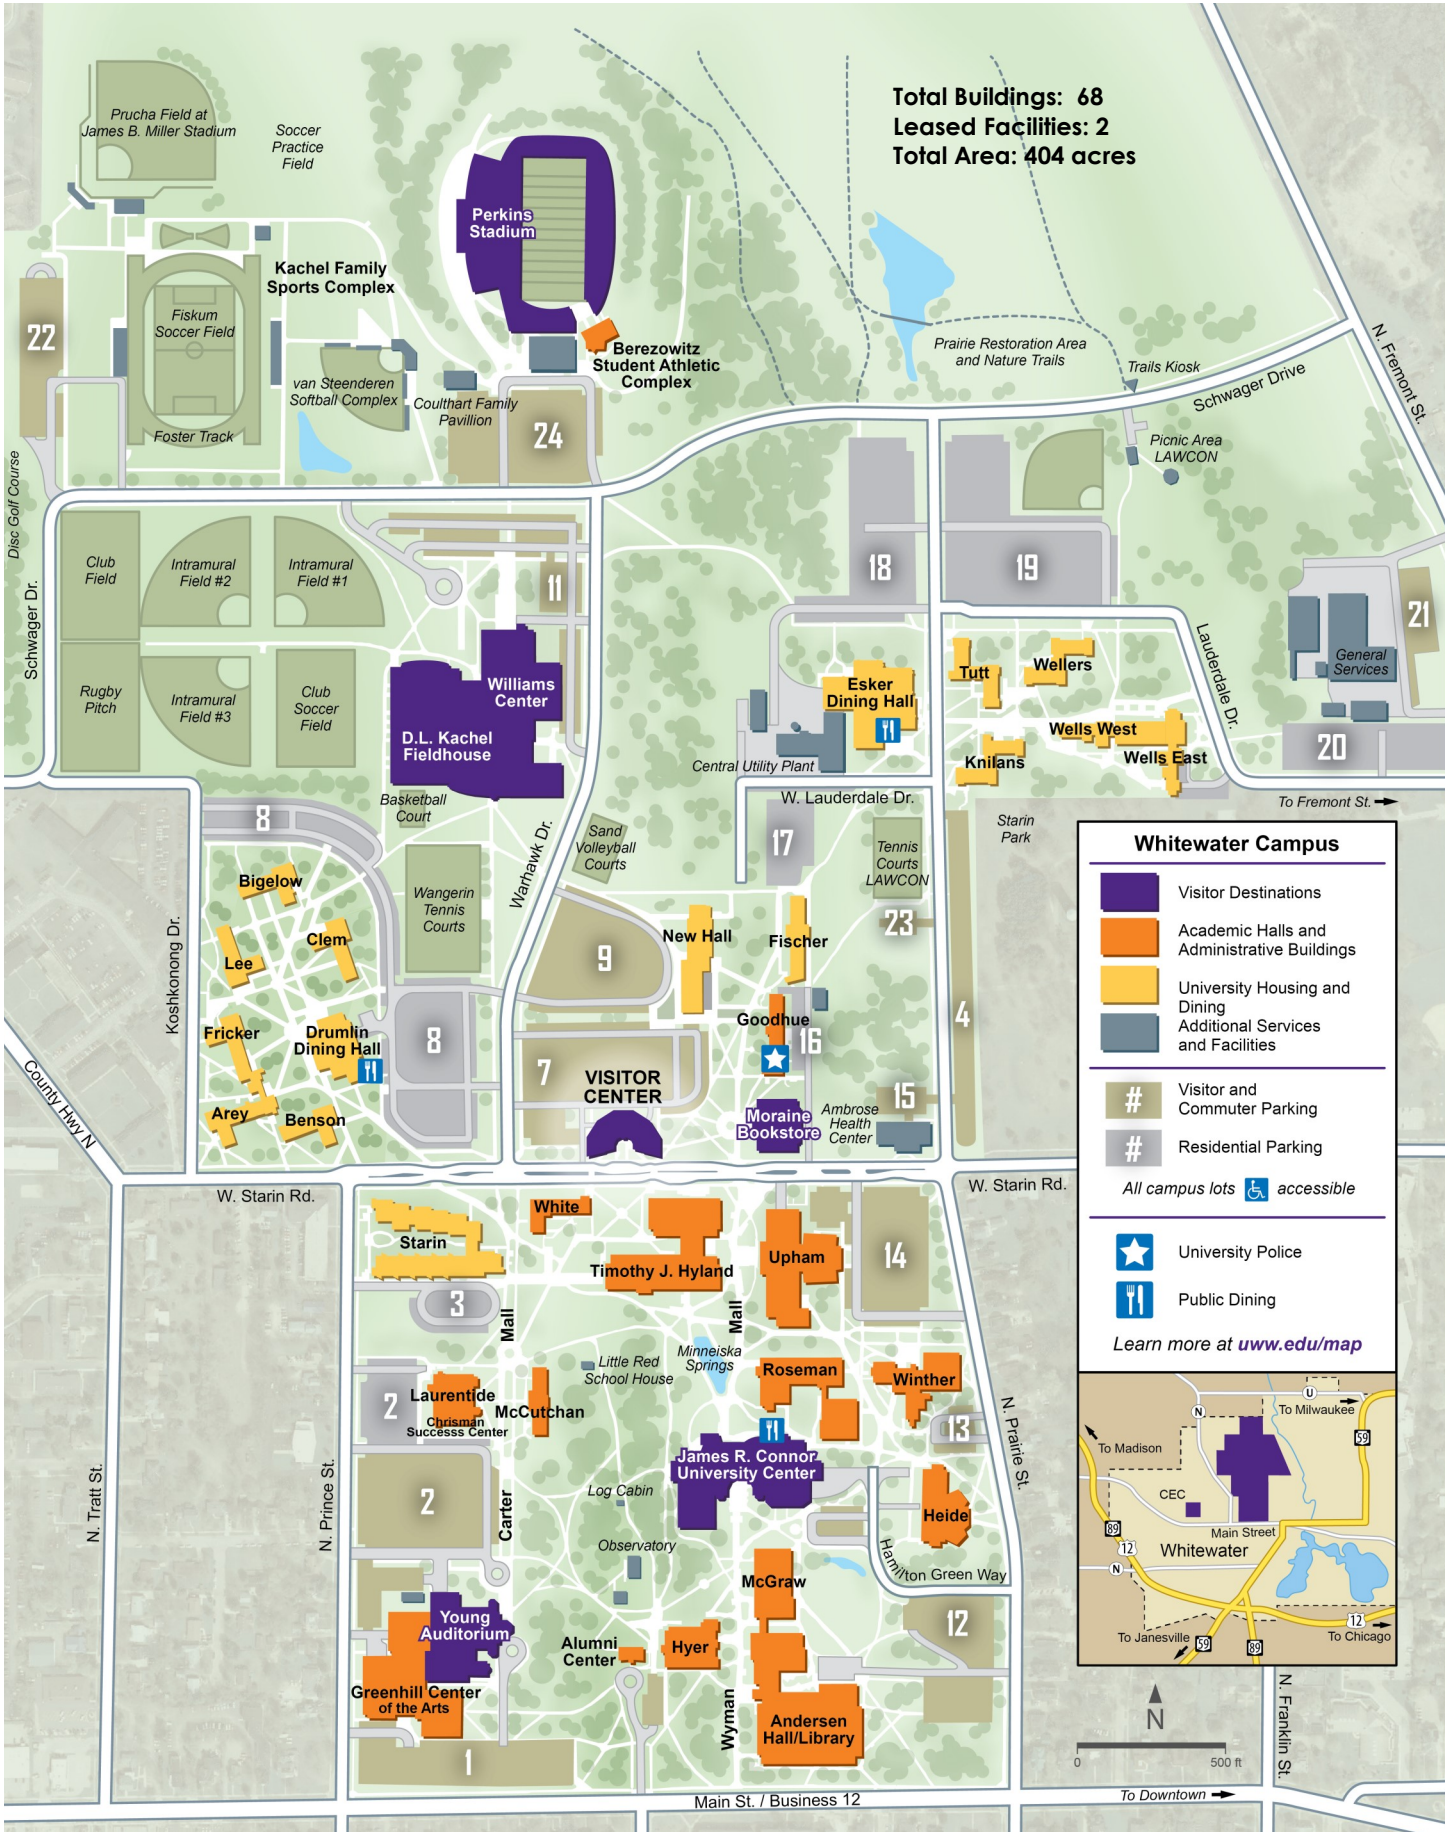 Total Buildings: 68
Leased Facilities: 2
Total Area: 404 acres
Prucha Field at
James B. Miller Stadium
Soccer
Practice
Field
Perkins
Stadium
Kachel Family
Sports Complex
22
Fiskum
Soccer Field
Foster Track
van Steenderen
Softball Complex
Berezowitz
Student Athletic
Complex
Coulthart Family
Pavillion
24
Prairie Restoration Area
and Nature Trails
Trails Kiosk
Schwager Drive
N. Fremont St.
Picnic Area
LAWCON
Disc Golf Course
Schwager Dr.
Club
Field
Intramural
Field #2
Intramural
Field #1
11
18
19
21
Rugby
Pitch
Intramural
Field #3
Club
Soccer
Field
Williams
Center
D.L. Kachel
Fieldhouse
Esker
Dining Hall
Central Utility Plant
Tutt
Wellers
Wells West
Wells East
Knilans
Lauderdale Dr.
General
Services
20
To Fremont St.
W. Lauderdale Dr.
Basketball
Court
8
Warhawk Dr.
Sand
Volleyball
Courts
17
Tennis
Courts
LAWCON
Starin
Park
Bigelow
Clem
Lee
Wangerin
Tennis
Courts
Koshkonong Dr.
9
New Hall
Fischer
23
4
Fricker
Drumlin
Dining Hall
8
Goodhue
16
7
VISITOR
CENTER
Moraine
Bookstore
Ambrose
Health
Center
15
Arey
Benson
County Hwy N
W. Starin Rd.
W. Starin Rd.
Whitewater Campus
Visitor Destinations
Academic Halls and
Administrative Buildings
University Housing and
Dining
Additional Services
and Facilities
#
Visitor and
Commuter Parking
#
Residential Parking
All campus lots accessible
University Police
Public Dining
Learn more at uww.edu/map
Starin
White
Timothy J. Hyland
Upham
14
3
Mall
Mall
Minneiska
Springs
Little Red
School House
Roseman
Winther
2
Laurentide
Chrisman
Successs Center
McCutchan
13
N. Prairie St.
James R. Connor
University Center
2
Log Cabin
Carter
Heide
Observatory
Hamilton Green Way
N. Tratt St.
N. Prince St.
McGraw
12
Young
Auditorium
Alumni
Center
Hyer
Greenhill Center
of the Arts
Wyman
Andersen
Hall/Library
1
Main St. / Business 12
To Downtown
N. Franklin St.
N
0
500 ft
U
To Milwaukee
N
59
To Madison
CEC
Main Street
89
12
Whitewater
N
12
To Janesville
59
89
To Chicago